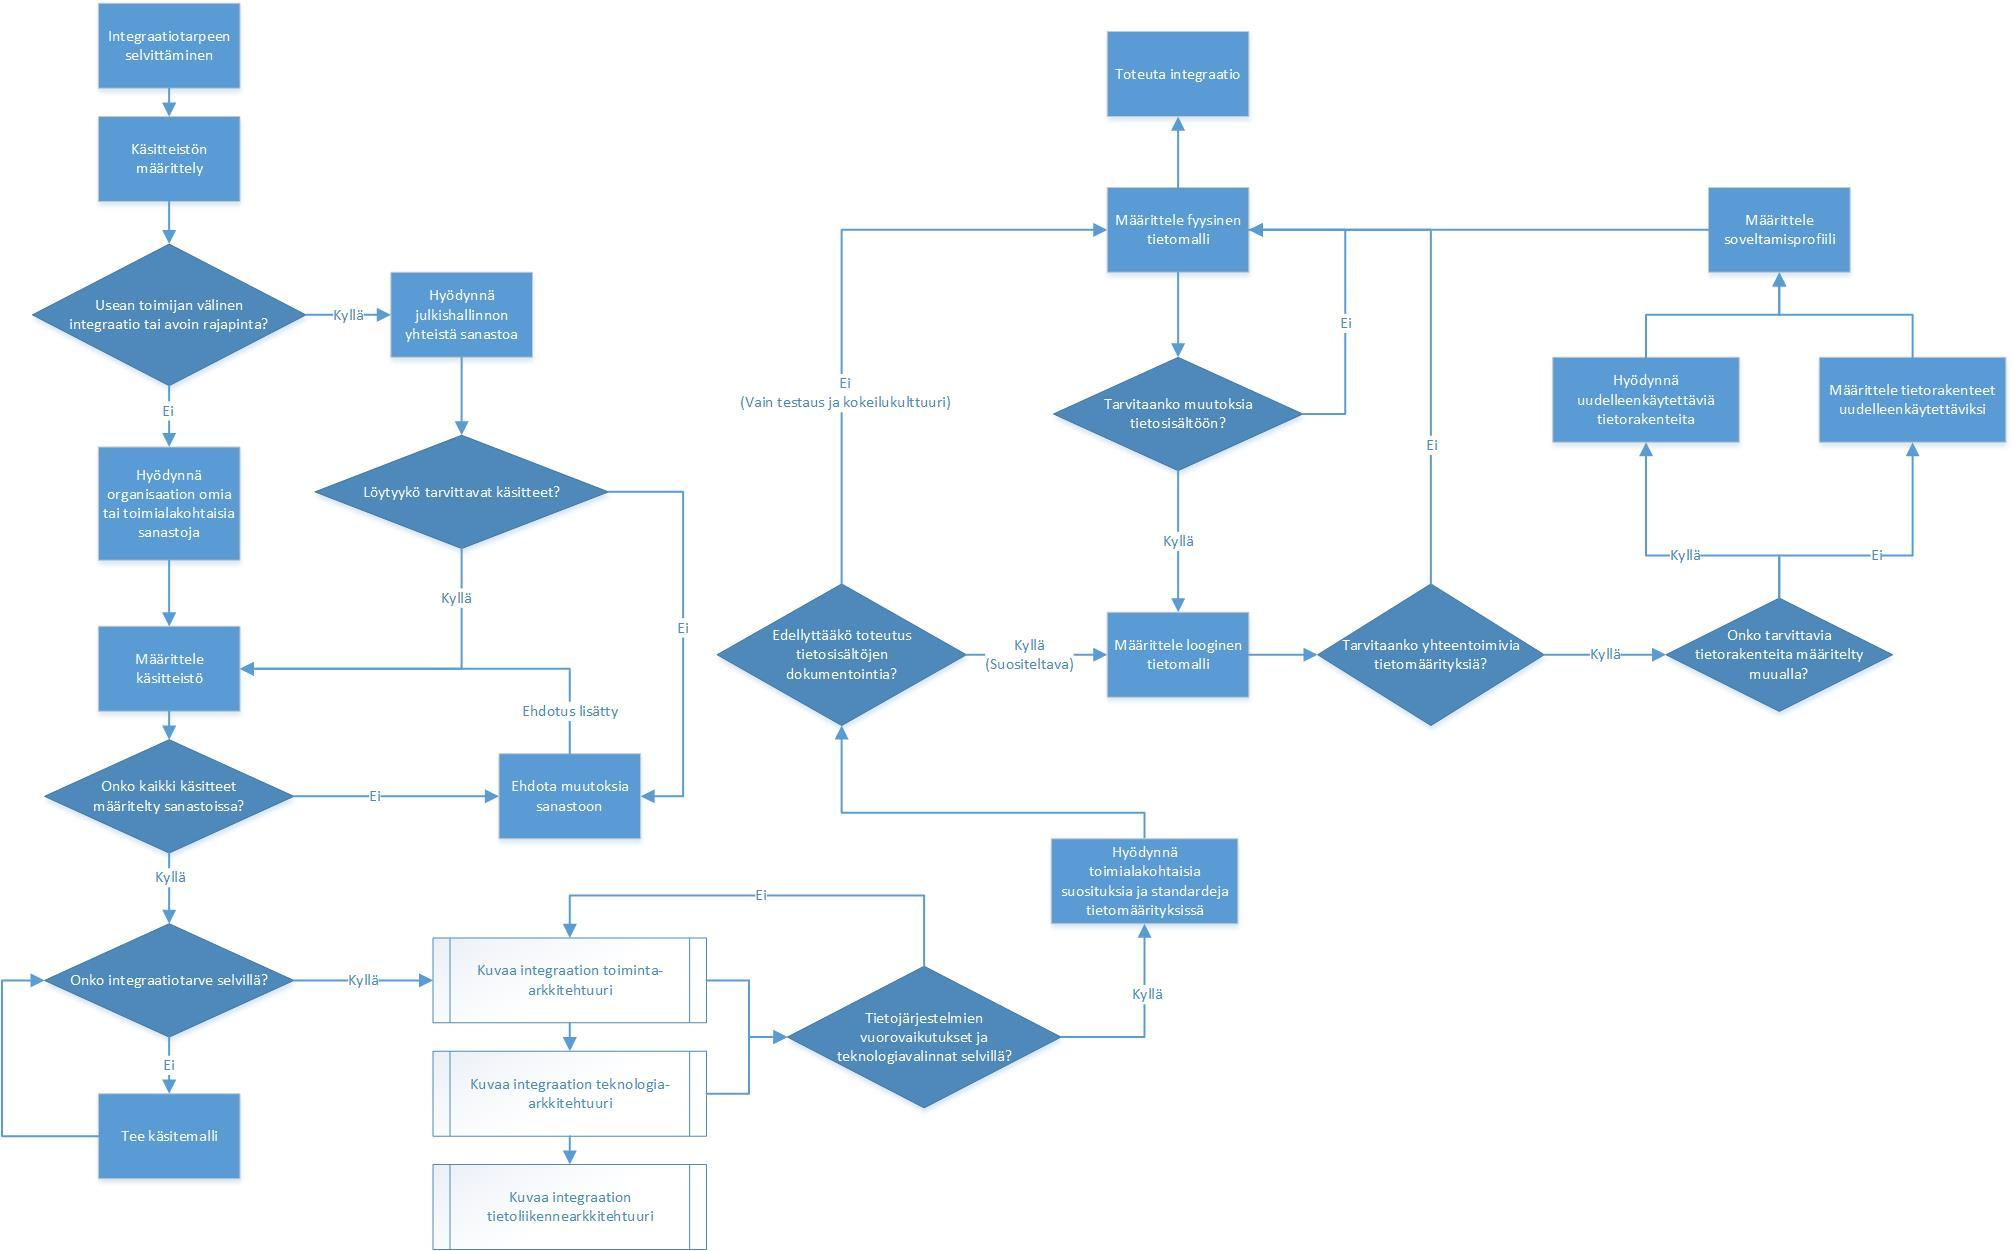 Integraatiotarpeen
selvittäminen
Käsitteistön
määrittely
Usean toimijan välinen
integraatio tai avoin rajapinta?
Kyllä
Hyödynnä
julkishallinnon
yhteistä sanastoa
Ei
Hyödynnä
organisaation omia
tai toimialakohtaisia
sanastoja
Löytyykö tarvittavat käsitteet?
Kyllä
Ei
Määrittele
käsitteistö
Ehdotus lisätty
Onko kaikki käsitteet
määritelty sanastoissa?
Ei
Ehdota muutoksia
sanastoon
Kyllä
Onko integraatiotarve selvillä?
Kyllä
Ei
Tee käsitemalli
Kuvaa integraation toiminta-
arkkitehtuuri
Kuvaa integraation teknologia-
arkkitehtuuri
Kuvaa integraation
tietoliikennearkkitehtuuri
Ei
Tietojärjestelmien
vuorovaikutukset ja
teknologiavalinnat selvillä?
Kyllä
Hyödynnä
toimialakohtaisia
suosituksia ja standardeja
tietomäärityksissä
Edellyttääkö toteutus
tietosisältöjen
dokumentointia?
Ei
(Vain testaus ja kokeilukulttuuri)
Kyllä
(Suositeltava)
Toteuta integraatio
Määrittele fyysinen
tietomalli
Tarvitaanko muutoksia
tietosisältöön?
Ei
Kyllä
Määrittele looginen
tietomalli
Tarvitaanko yhteentoimivia
tietomäärityksiä?
Ei
Kyllä
Onko tarvittavia
tietorakenteita määritelty
muualla?
Kyllä
Ei
Hyödynnä
uudelleenkäytettäviä
tietorakenteita
Määrittele tietorakenteet
uudelleenkäytettäviksi
Määrittele
soveltamisprofiili